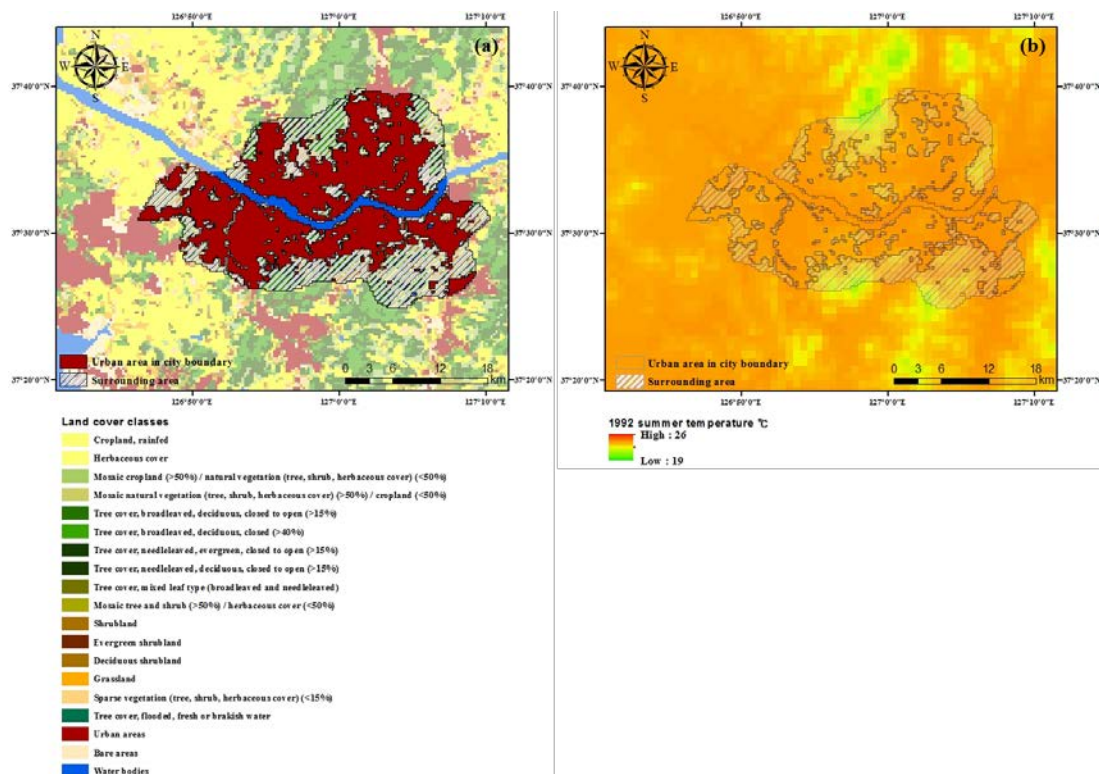 126°50'0"E 127°0'0"E 127°10'0"E
126°50'0"E 127°0'0"E 127°10'0"E
(a)
N
W E
S
(b)
N
W E
S
37°40'0"N
37°40'0"N
37°30'0"N
37°30'0"N
37°30'0"N
37°20'0"N
37°20'0"N
Urban area in city boundary
Surrounding area
0 3 6 12 18
km
Urban area in city boundary
Surrounding area
0 3 6 12 18
km
127°0'0"E 127°10'0"E
127°0'0"E 127°10'0"E
Land cover classes
Cropland, rainfed
Herbaceous cover
Mosaic cropland (>50%) / natural vegetation (tree, shrub, herbaceous cover) (<50%)
Mosaic natural vegetation (tree, shrub, herbaceous cover) (>50%) / cropland (<50%)
Tree cover, broadleaved, deciduous, closed to open (>15%)
Tree cover, broadleaved, deciduous, closed (>40%)
Tree cover, needleleaved, evergreen, closed to open (>15%)
Tree cover, needleleaved, deciduous, closed to open (>15%)
Tree cover, mixed leaf type (broadleaved and needleleaved)
Mosaic tree and shrub (>50%) / herbaceous cover (<50%)
Shrubland
Evergreen shrubland
Deciduous shrubland
Grassland
Sparse vegetation (tree, shrub, herbaceous cover) (<15%)
Tree cover, flooded, fresh or brakish water
Urban areas
Bare areas
Water bodies
1992 summer temperature ℃
High : 26
Low : 19